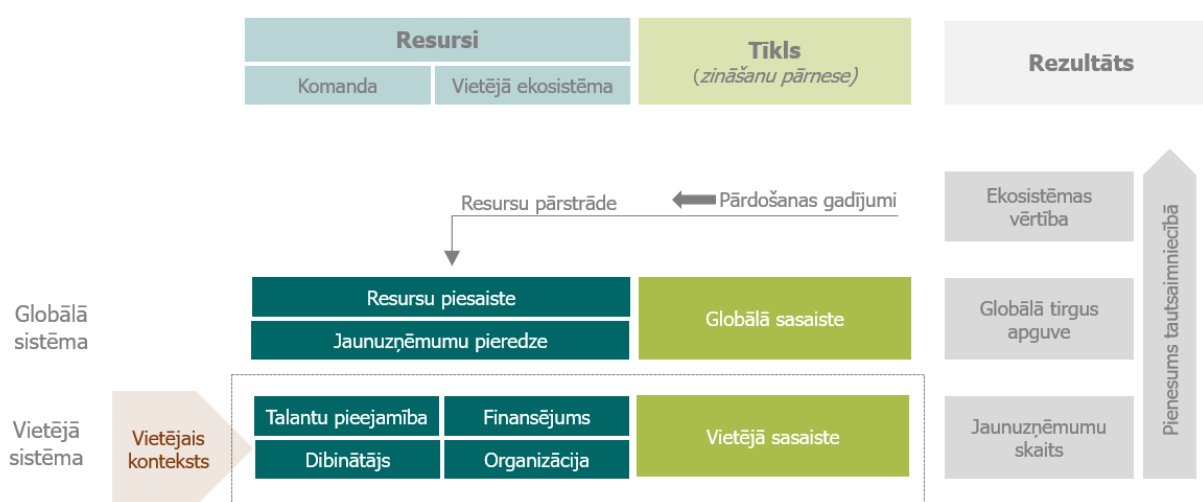 Resursi
Komanda
Vietējā ekosistēma
Tīkls
(zināšanu pārnese)
Rezultāts
Resursu pārstrāde
Pārdošanas gadījumi
Ekosistēmas
vērtība
Globālā
sistēma
Resursu piesaiste
Jaunuzņēmumu pieredze
Globālā sasaiste
Globālā tirgus
apguve
Vietējā
sistēma
Vietējais
konteksts
Talantu pieejamība
Finansējums
Dibinātājs
Organizācija
Vietējā sasaiste
Jaunuzņēmumu
skaits
Pienesums tautsaimniecībā